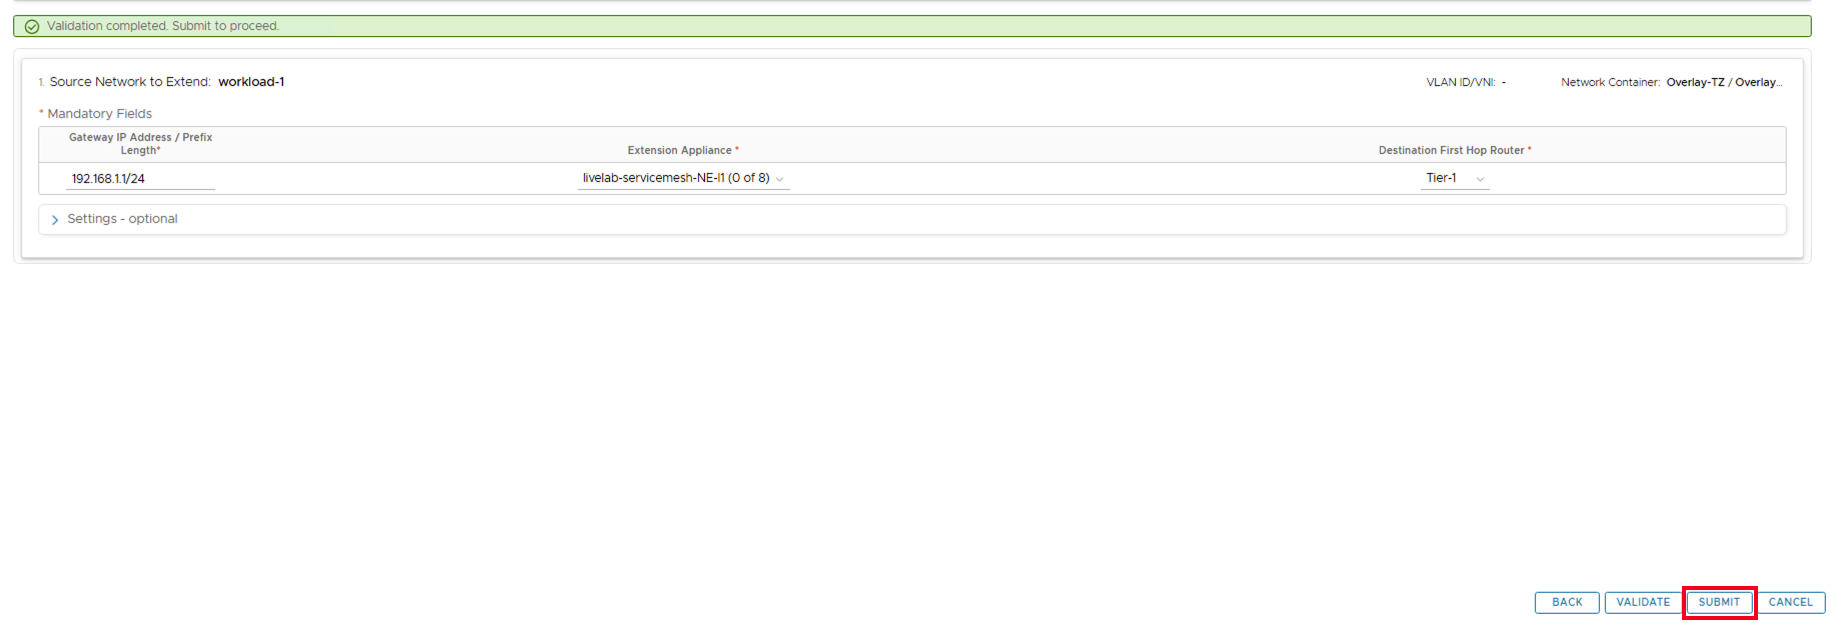 Validation completed. Submit to proceed.
1. Source Network to Extend: workload-1 VLAN ID/VNI: - Network Container: Overlay-TZ / Overlay...
* Mandatory Fields
Gateway IP Address / Prefix
Length* Extension Appliance * Destination First Hop Router *
192.168.1.1/24 livelab-servicemesh-NE-I1 (0 of 8) Tier-1
Settings - optional
BACK VALIDATE SUBMIT CANCEL